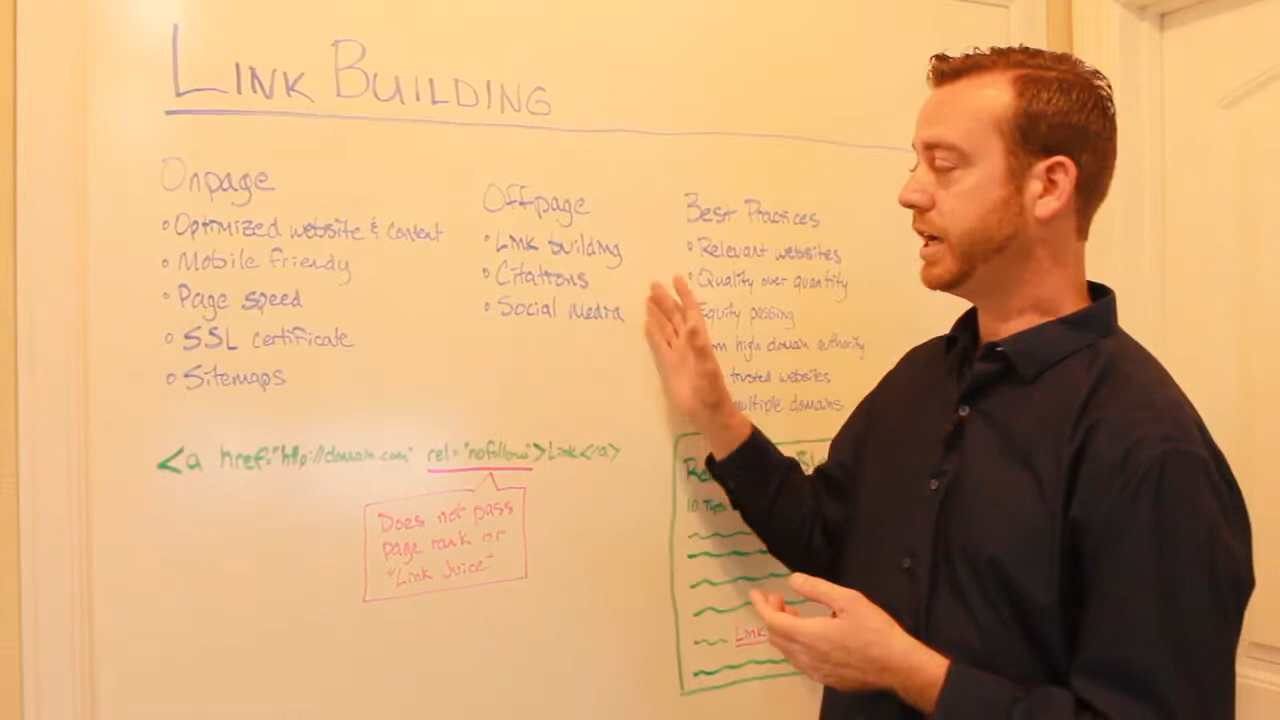 LINK BUILDING
Onpage
• Optimized website & content
• Mobile friendy
• Page speed
• SSL certificate
• Sitemaps
Offpage
• Link building
• Citations
• Social Media
Best Practices
• Relevant websites
• Quality over quantity
Equity passing
high domain authority
trusted websites
multiple domains
<a href="http://domain.com" rel="nofollow">Link</a>
Does not pass
page rank or
"Link Juice"
10 Tips
Link